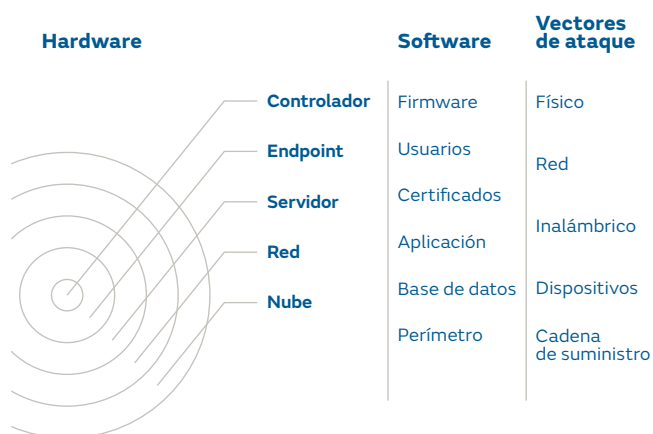 Hardware
Software
Vectores
de ataque
Controlador
Endpoint
Servidor
Red
Nube
Firmware
Usuarios
Certificados
Aplicación
Base de datos
Perímetro
Físico
Red
Inalámbrico
Dispositivos
Cadena
de suministro